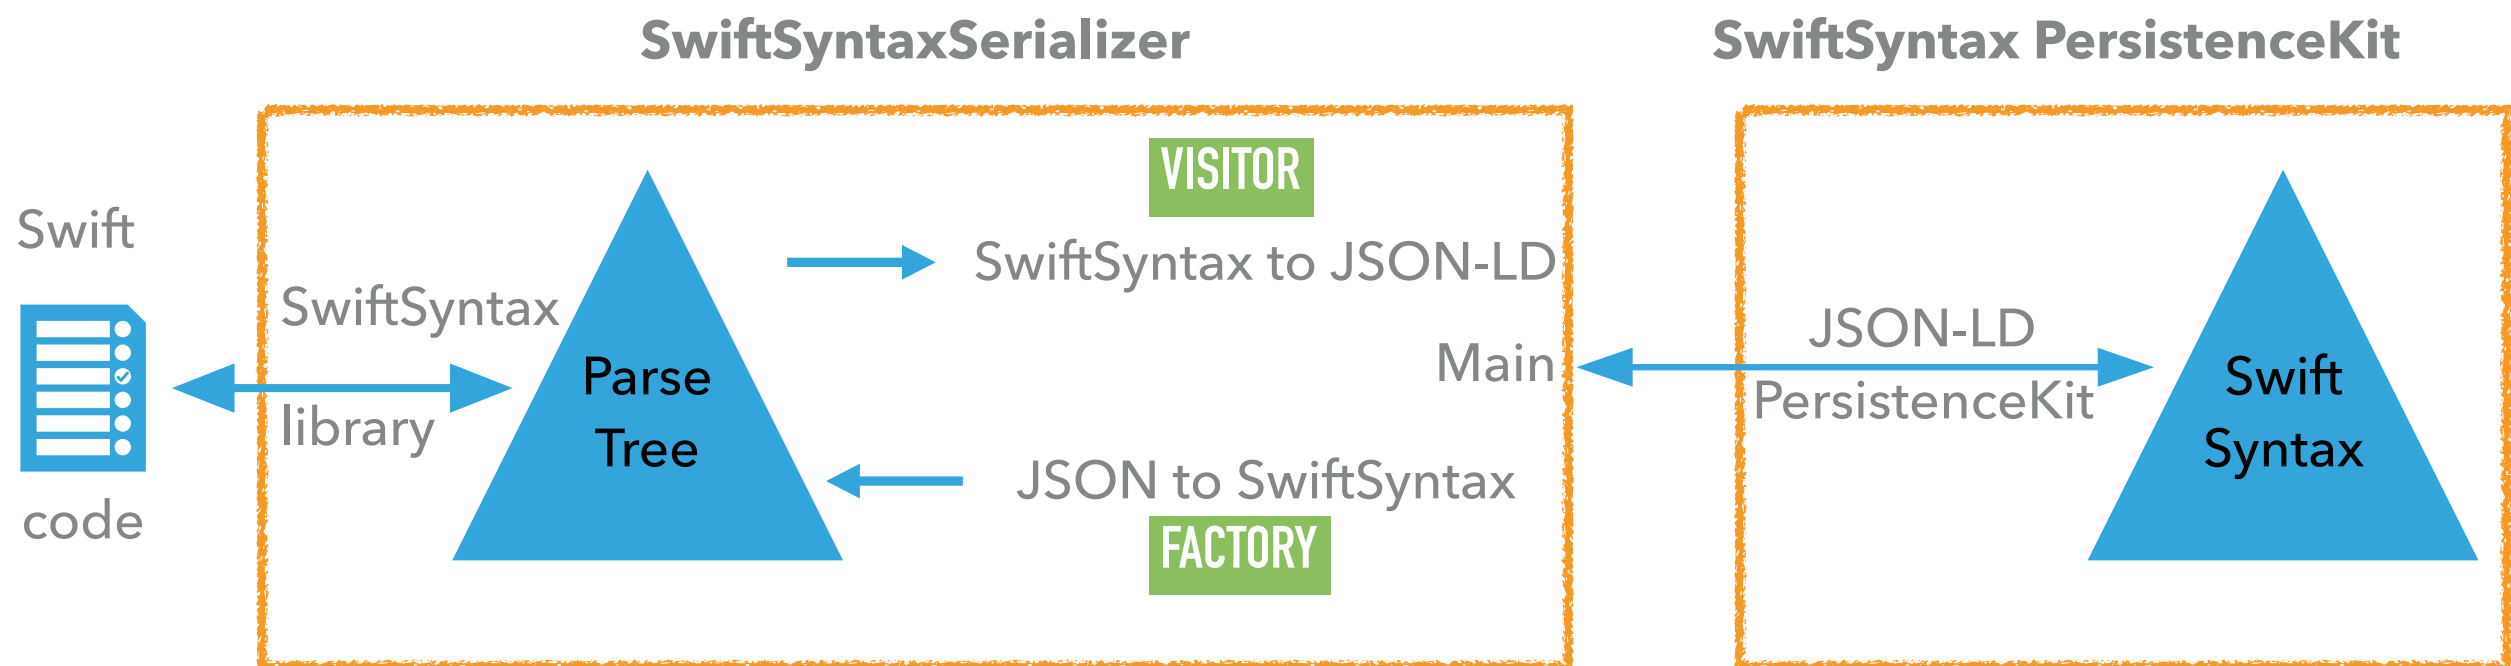 SwiftSyntaxSerializer
SwiftSyntax PersistenceKit
Swift
code
SwiftSyntax
library
Parse
Tree
VISITOR
SwiftSyntax to JSON-LD
Main
JSON to SwiftSyntax
FACTORY
JSON-LD
PersistenceKit
Swift
Syntax